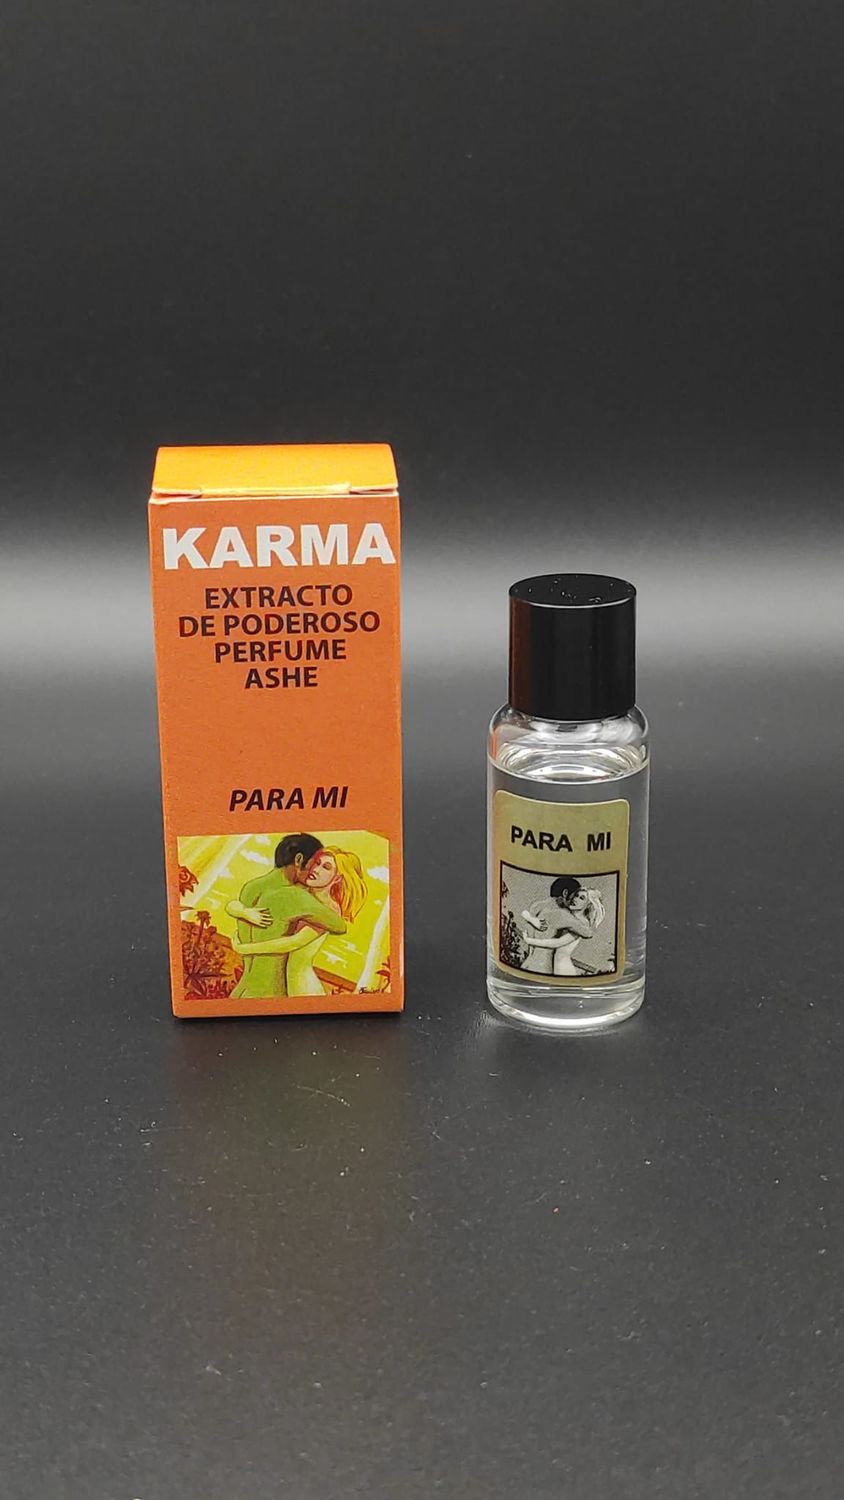 KARMA
EXTRACTO
DE PODEROSO
PERFUME
ASHE
PARA MI
PARA MI